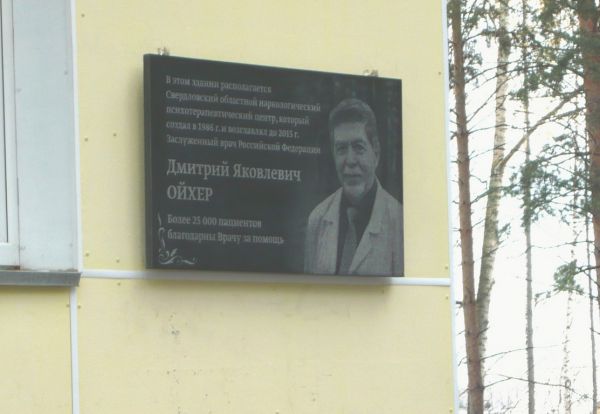 В этом здании располагается
Свердловский областной наркологический
психотерапевтический центр, который
создал в 1986 г. и возглавлял до 2015 г.
Заслуженный врач Российской Федерации
Дмитрий Яковлевич
ОЙХЕР
Более 25 000 пациентов
благодарны Врачу за помощь